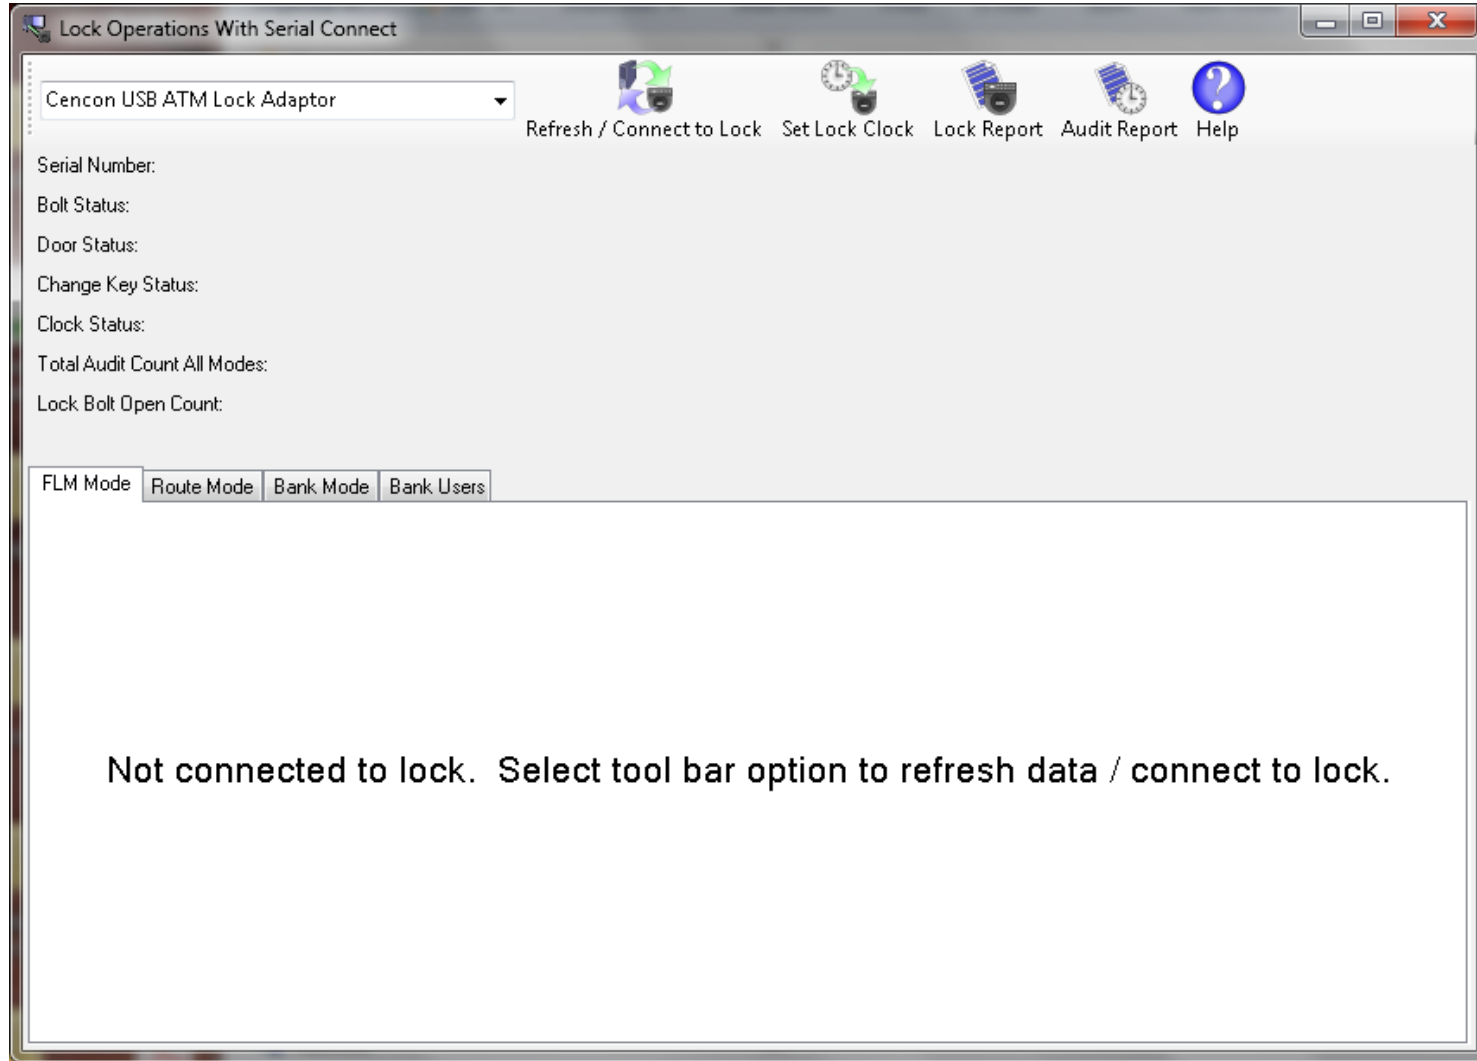 Lock Operations With Serial Connect
Cencon USB ATM Lock Adaptor
Refresh / Connect to Lock Set Lock Clock Lock Report Audit Report Help
Serial Number:
Bolt Status:
Door Status:
Change Key Status:
Clock Status:
Total Audit Count All Modes:
Lock Bolt Open Count:
FLM Mode Route Mode Bank Mode Bank Users
Not connected to lock. Select tool bar option to refresh data / connect to lock.